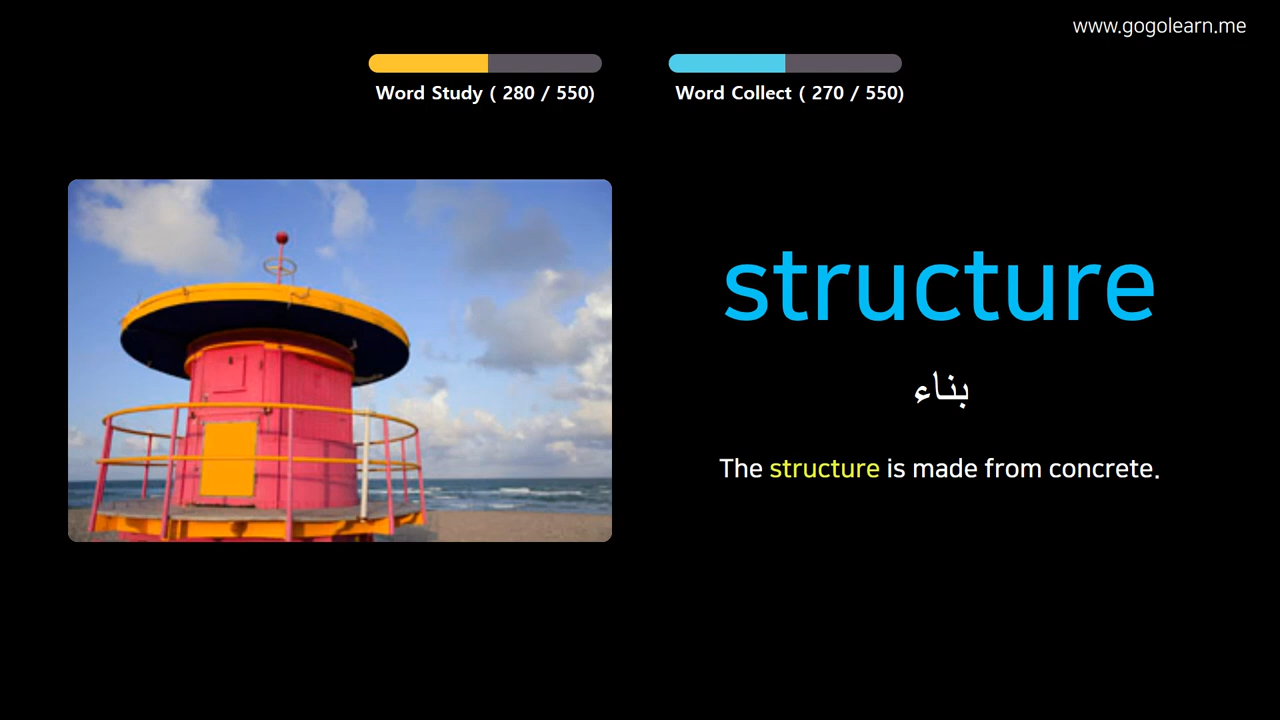 www.gogolearn.me
Word Study ( 280 / 550)
Word Collect ( 270 / 550)
structure
بناء
The structure is made from concrete.